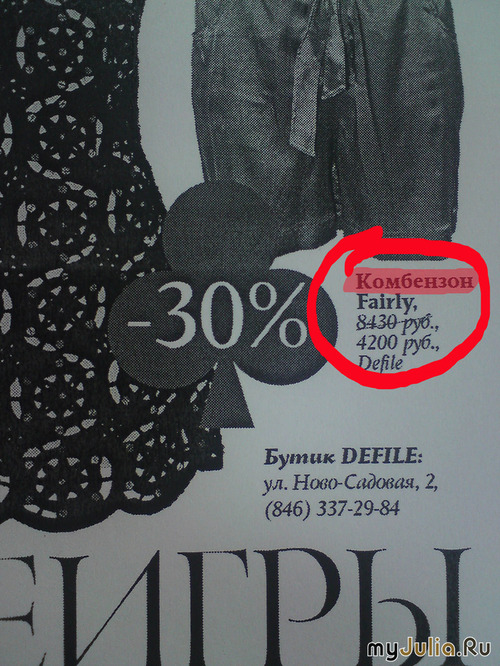 -30%
Комбензон
Fairly,
8430 руб.,
4200 руб.,
Defile
Бутик DEFILE:
ул. Ново-Садовая, 2,
(846) 337-29-84
ЕИГРЫ
myJulia.Ru